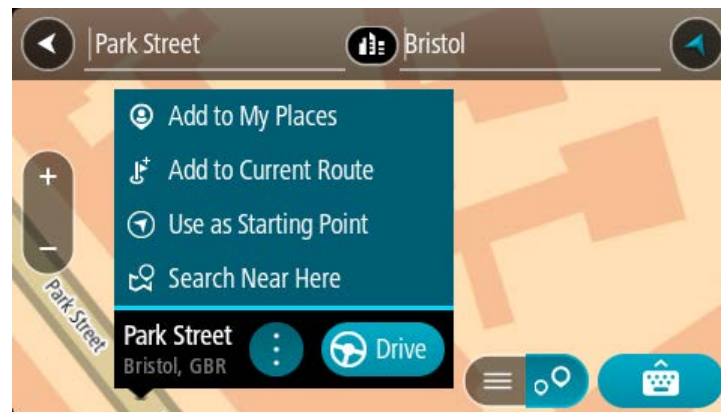 Park Street
Bristol
Add to My Places
Add to Current Route
Use as Starting Point
Search Near Here
+
−
Park Street
Park Street
Bristol, GBR
Drive